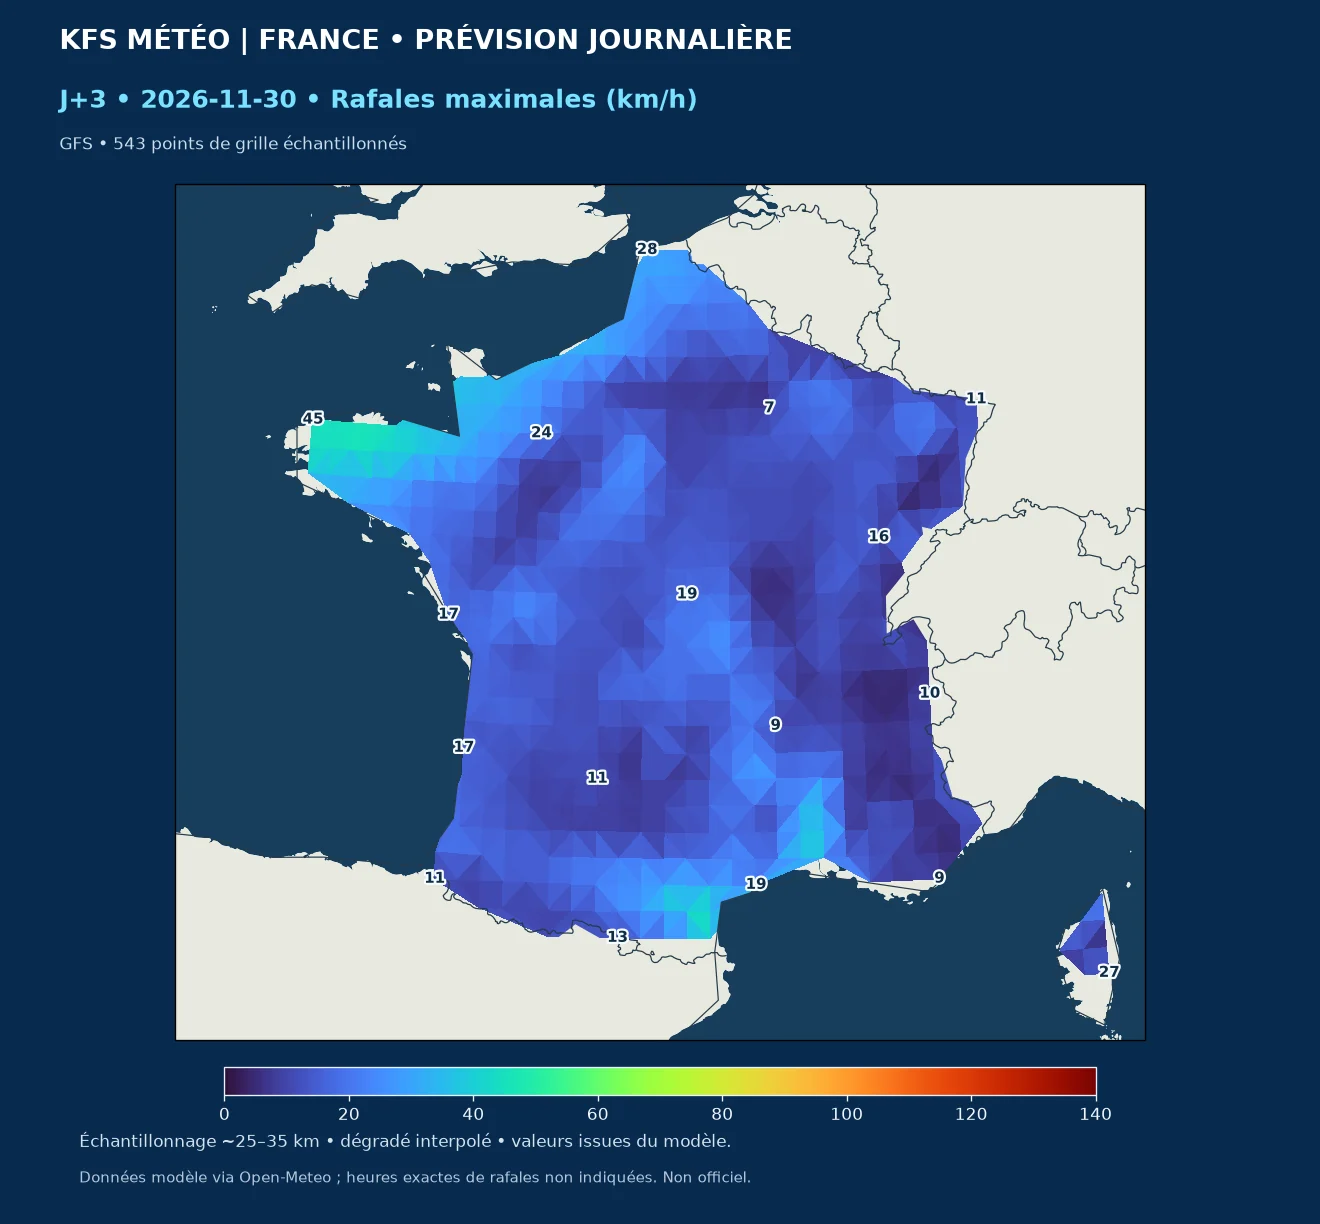 KFS MÉTÉO | FRANCE • PRÉVISION JOURNALIÈRE
J+3 • 2026-11-30 • Rafales maximales (km/h)
GFS • 543 points de grille échantillonnés
28
11
7
45
24
16
19
17
10
9
17
11
11
19
9
13
27
0 20 40 60 80 100 120 140
Échantillonnage ~25–35 km • dégradé interpolé • valeurs issues du modèle.
Données modèle via Open-Meteo ; heures exactes de rafales non indiquées. Non officiel.